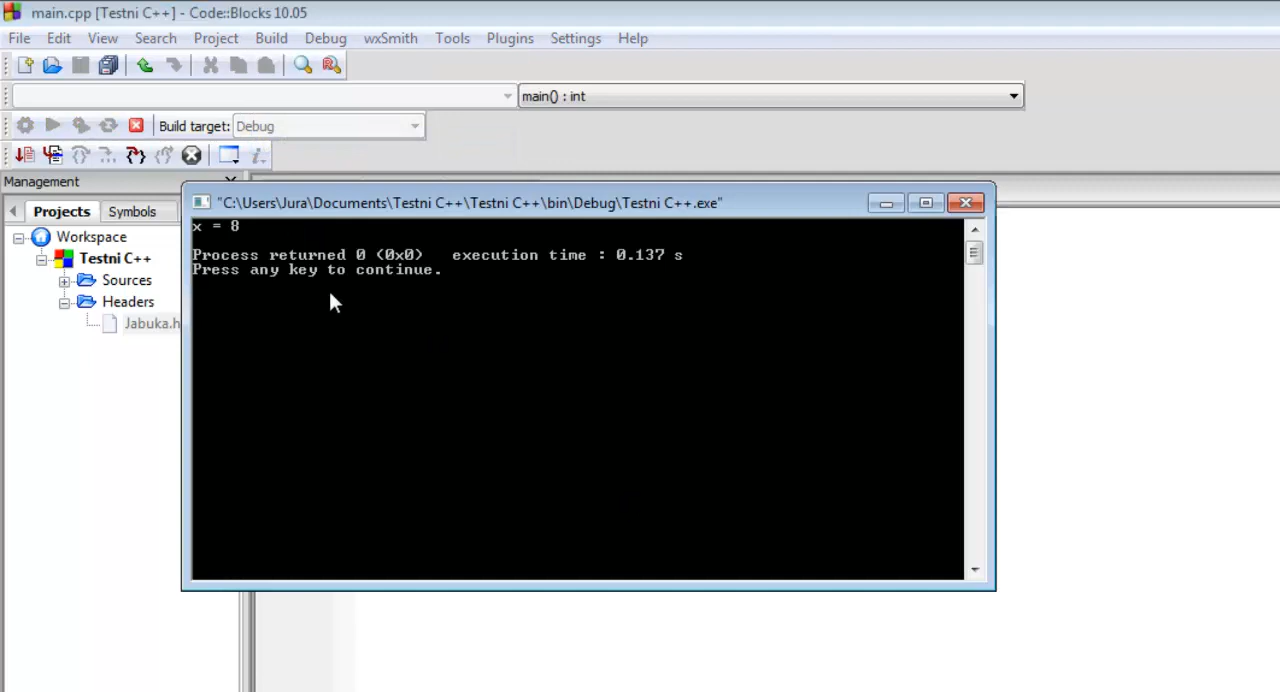 main.cpp [Testni C++] - Code::Blocks 10.05
File Edit View Search Project Build Debug wxSmith Tools Plugins Settings Help
main() : int
Build target: Debug
Management
Projects Symbols
Workspace
Testni C++
Sources
Headers
Jabuka.h
"C:\Users\Jura\Documents\Testni C++\Testni C++\bin\Debug\Testni C++.exe"
x = 8
Process returned 0 (0x0)   execution time : 0.137 s
Press any key to continue.